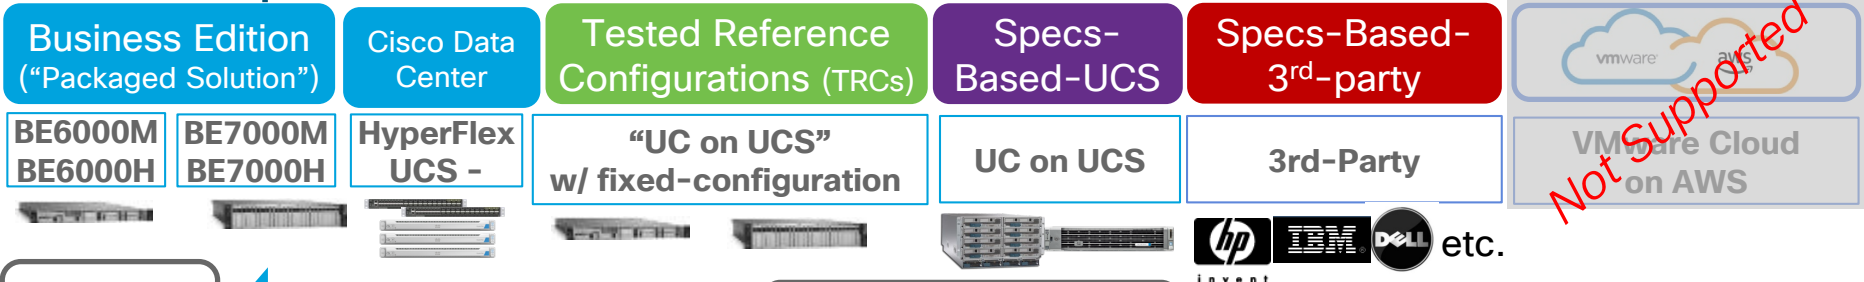 Business Edition
(“Packaged Solution”)
Cisco Data
Center
Tested Reference
Configurations (TRCs)
Specs-
Based-UCS
Specs-Based-
3rd-party
vmware
aws
Not Supported
BE6000M
BE6000H
BE7000M
BE7000H
HyperFlex
UCS -
“UC on UCS”
w/ fixed-configuration
UC on UCS
3rd-Party
VMware Cloud
on AWS
hp
invent
IBM
DELL
etc.